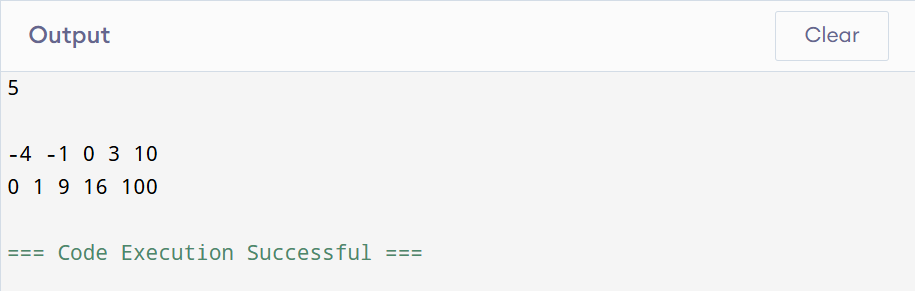 Output
Clear
5
-4 -1 0 3 10
0 1 9 16 100
=== Code Execution Successful ===